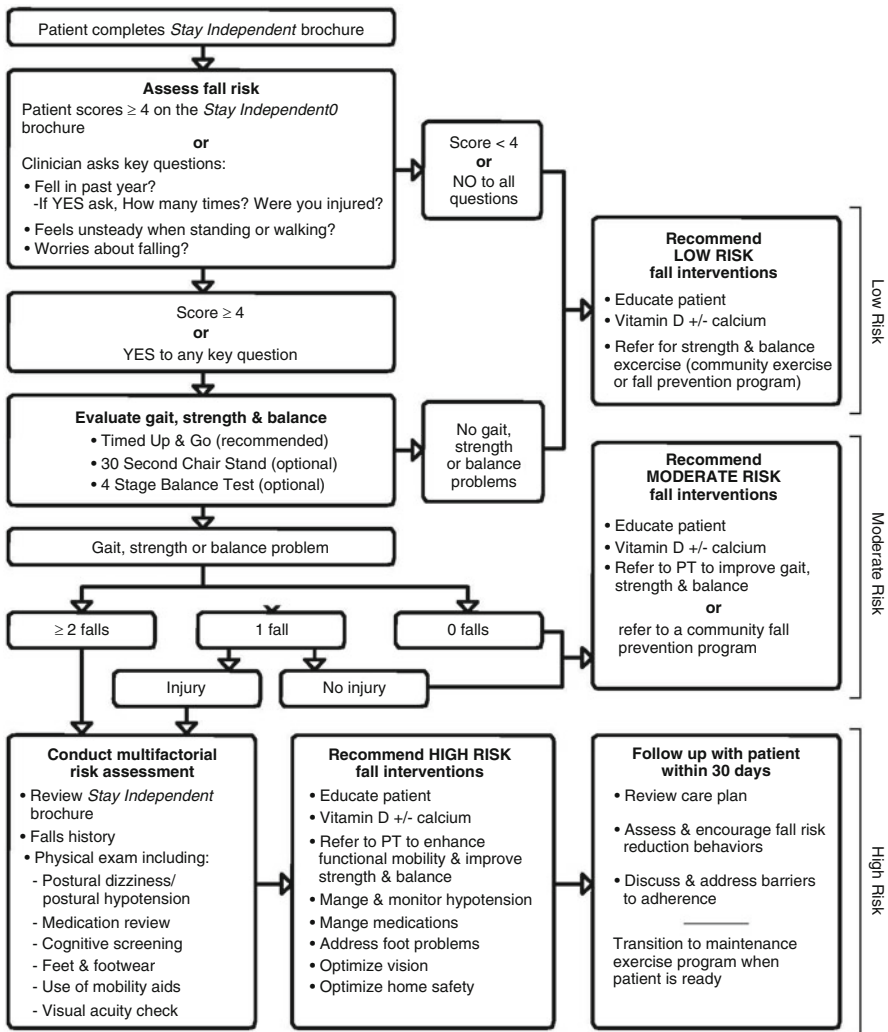 Patient completes Stay Independent brochure
Assess fall risk
Patient scores ≥ 4 on the Stay Independent0
brochure
or
Clinician asks key questions:
• Fell in past year?
-If YES ask, How many times? Were you injured?
• Feels unsteady when standing or walking?
• Worries about falling?
Score < 4
or
NO to all
questions
Score ≥ 4
or
YES to any key question
Evaluate gait, strength & balance
• Timed Up & Go (recommended)
• 30 Second Chair Stand (optional)
• 4 Stage Balance Test (optional)
No gait,
strength
or balance
problems
Recommend
LOW RISK
fall interventions
• Educate patient
• Vitamin D +/- calcium
• Refer for strength & balance
excercise (community exercise
or fall prevention program)
Low Risk
Gait, strength or balance problem
≥ 2 falls
1 fall
0 falls
Injury
No injury
Recommend
MODERATE RISK
fall interventions
• Educate patient
• Vitamin D +/- calcium
• Refer to PT to improve gait,
strength & balance
or
refer to a community fall
prevention program
Moderate Risk
Conduct multifactorial
risk assessment
• Review Stay Independent
brochure
• Falls history
• Physical exam including:
- Postural dizziness/
postural hypotension
- Medication review
- Cognitive screening
- Feet & footwear
- Use of mobility aids
- Visual acuity check
Recommend HIGH RISK
fall interventions
• Educate patient
• Vitamin D +/- calcium
• Refer to PT to enhance
functional mobility & improve
strength & balance
• Mange & monitor hypotension
• Mange medications
• Address foot problems
• Optimize vision
• Optimize home safety
Follow up with patient
within 30 days
• Review care plan
• Assess & encourage fall risk
reduction behaviors
• Discuss & address barriers
to adherence
Transition to maintenance
exercise program when
patient is ready
High Risk